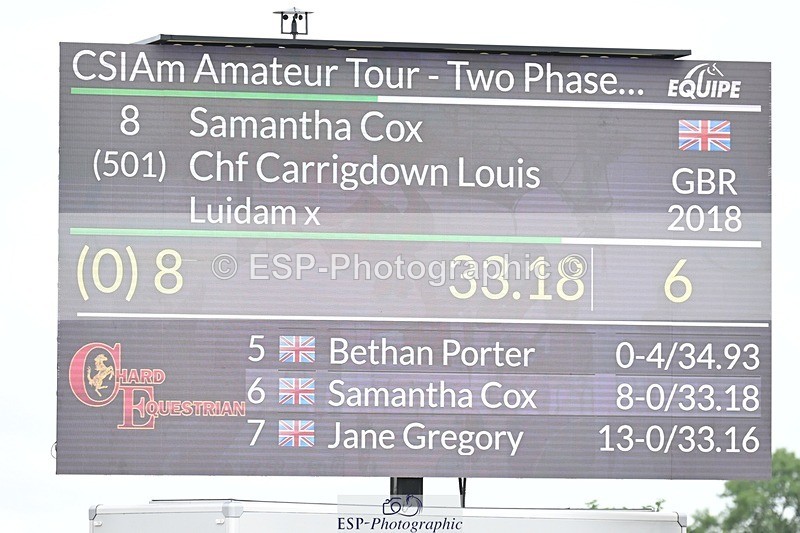 CSIAm Amateur Tour - Two Phase...
EQUIPE
8 Samantha Cox
(501) Chf Carrigdown Louis GBR
Luidam x 2018
(0) 8 33.18 6
© ESP-Photographic ©
5 Bethan Porter 0-4/34.93
6 Samantha Cox 8-0/33.18
7 Jane Gregory 13-0/33.16
CHARD
EQUESTRIAN
ESP-Photographic